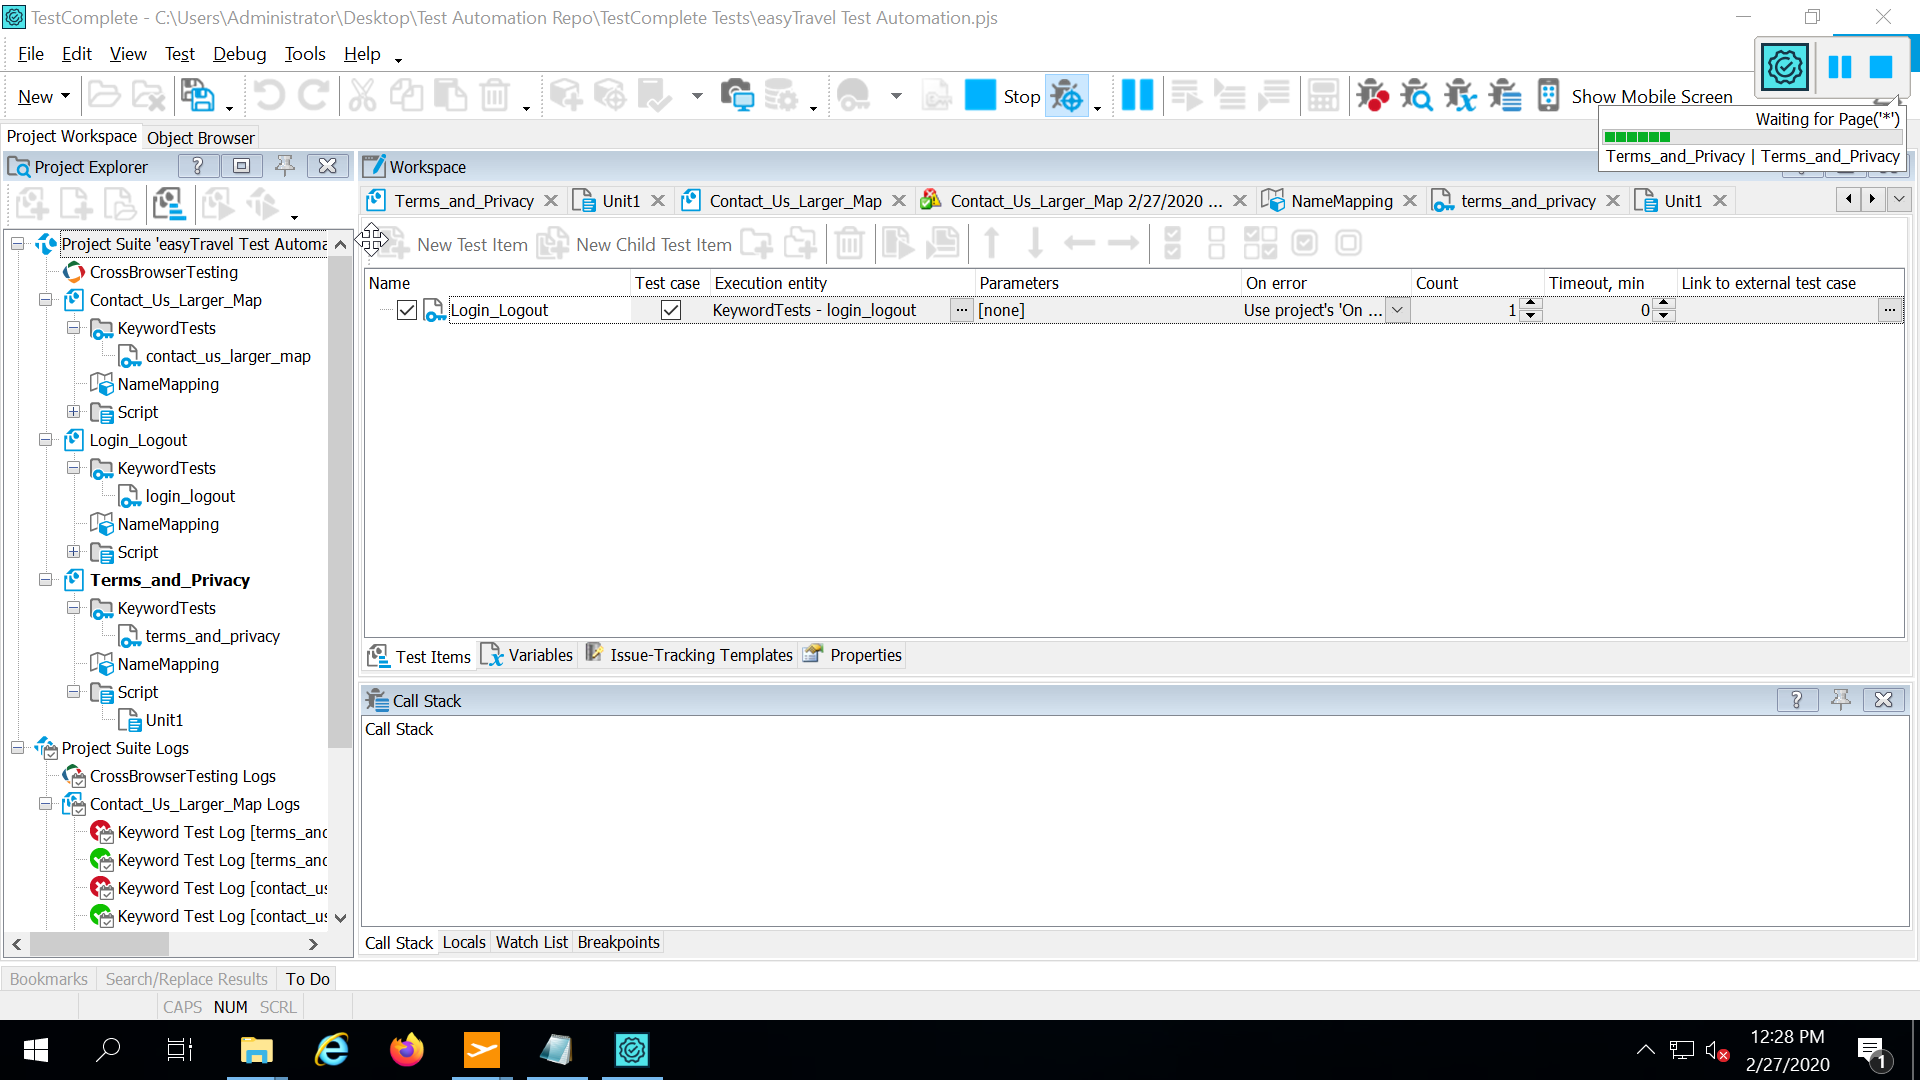 TestComplete - C:\Users\Administrator\Desktop\Test Automation Repo\TestComplete Tests\easyTravel Test Automation.pjs
File Edit View Test Debug Tools Help
New Stop Show Mobile Screen
Waiting for Page('*')
Terms_and_Privacy | Terms_and_Privacy
Project Workspace Object Browser
Project Explorer
Project Suite 'easyTravel Test Automa
CrossBrowserTesting
Contact_Us_Larger_Map
KeywordTests
contact_us_larger_map
NameMapping
Script
Login_Logout
KeywordTests
login_logout
NameMapping
Script
Terms_and_Privacy
KeywordTests
terms_and_privacy
NameMapping
Script
Unit1
Project Suite Logs
CrossBrowserTesting Logs
Contact_Us_Larger_Map Logs
Keyword Test Log [terms_and
Keyword Test Log [terms_and
Keyword Test Log [contact_us
Keyword Test Log [contact_us
Workspace
Terms_and_Privacy Unit1 Contact_Us_Larger_Map Contact_Us_Larger_Map 2/27/2020 ... NameMapping terms_and_privacy Unit1
New Test Item New Child Test Item
Name Test case Execution entity Parameters On error Count Timeout, min Link to external test case
Login_Logout KeywordTests - login_logout ... [none] Use project's 'On ... 1 0 ...
Test Items Variables Issue-Tracking Templates Properties
Call Stack
Call Stack
Call Stack Locals Watch List Breakpoints
Bookmarks Search/Replace Results To Do
CAPS NUM SCRL
12:28 PM
2/27/2020
1